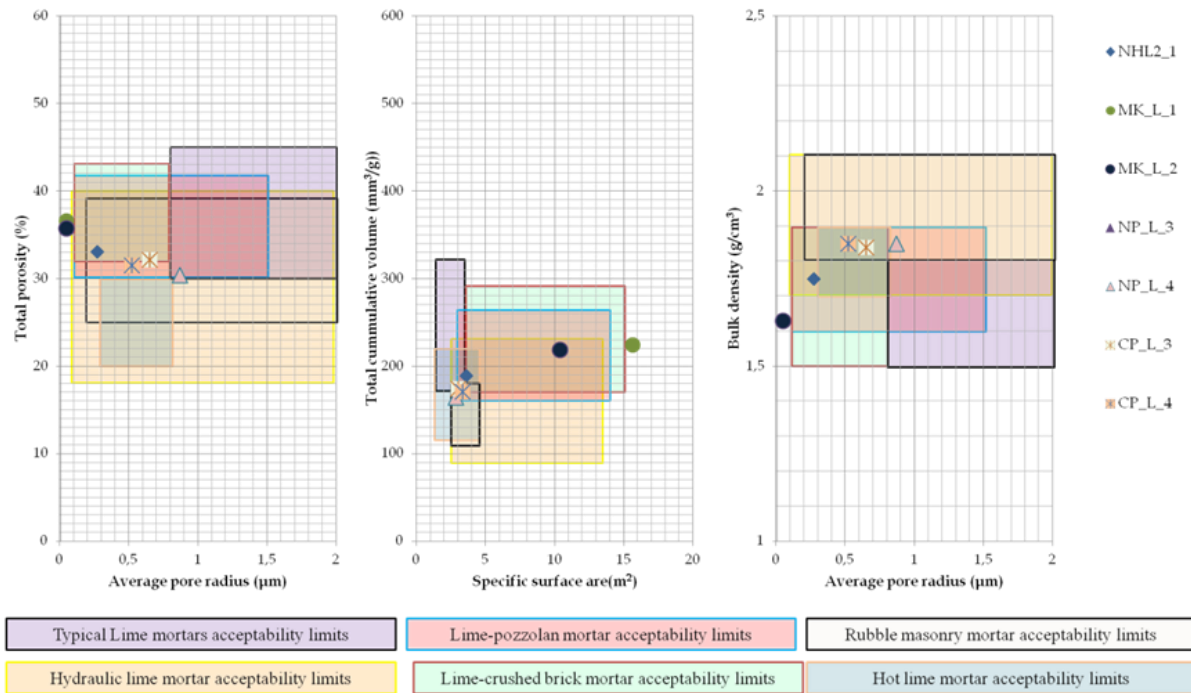 60
50
40
30
20
10
0
Total porosity (%)
0 0,5 1 1,5 2
Average pore radius (μm)
600
500
400
300
200
100
0
Total cummulative volume (mm³/g))
0 5 10 15 20
Specific surface are(m²)
2,5
2
1,5
1
Bulk density (g/cm³)
0 0,5 1 1,5 2
Average pore radius (μm)
NHL2_1
MK_L_1
MK_L_2
NP_L_3
NP_L_4
CP_L_3
CP_L_4
Typical Lime mortars acceptability limits
Lime-pozzolan mortar acceptability limits
Rubble masonry mortar acceptability limits
Hydraulic lime mortar acceptability limits
Lime-crushed brick mortar acceptability limits
Hot lime mortar acceptability limits